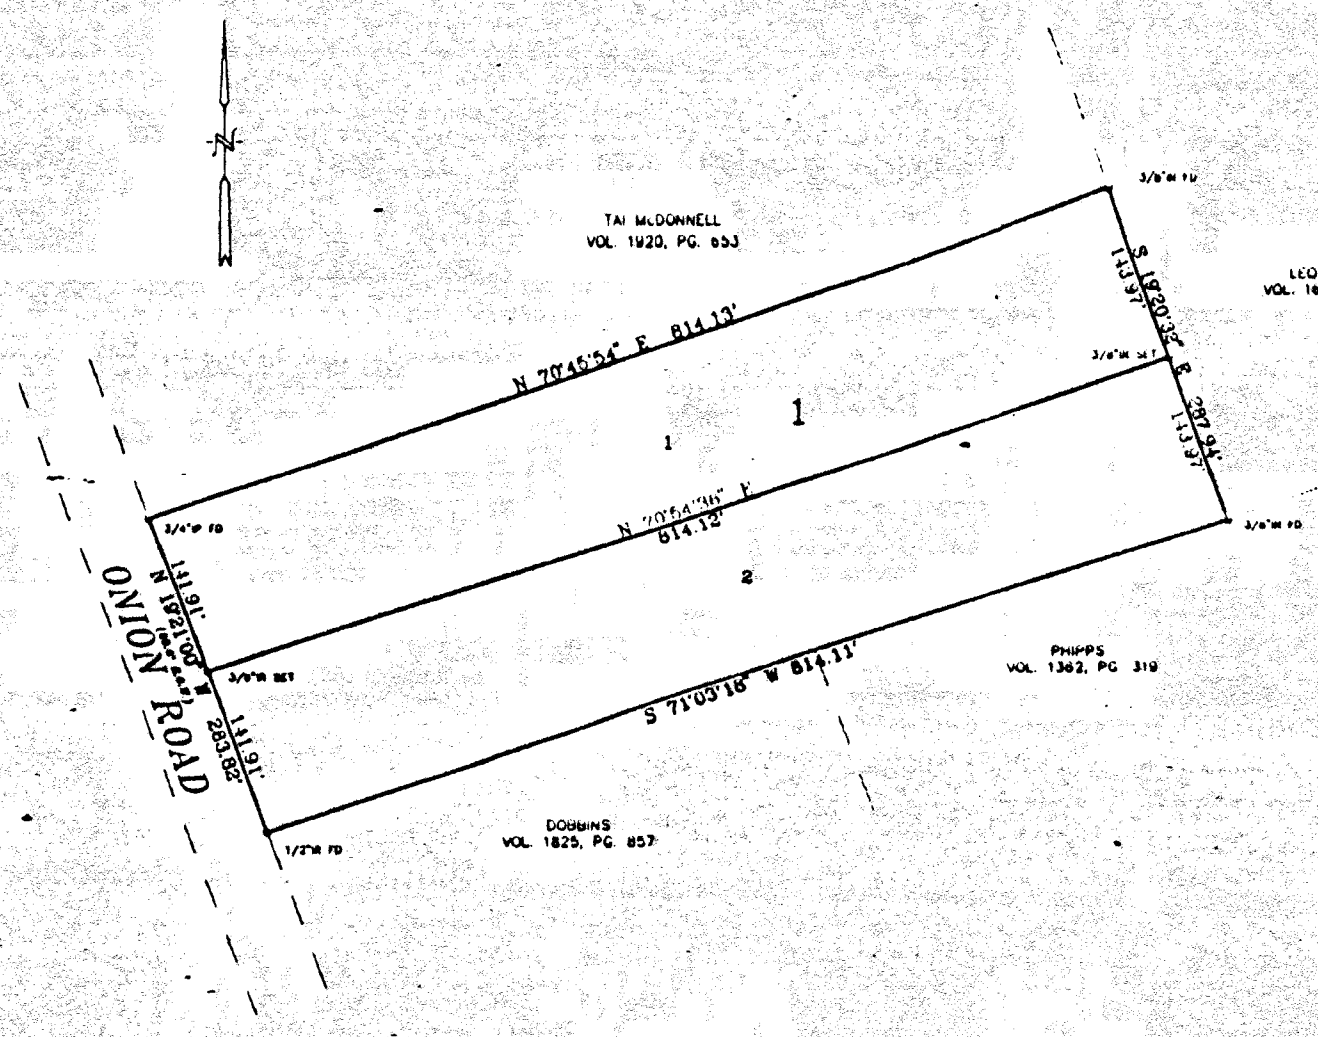 N
3/8"IR FD
TAI McDONNELL
VOL. 1920, PG. 653
S 19°20'33" E 287.94'
143.97'
LEO
VOL. 16
N 70°45'54" E 814.13'
3/8"IR SET
1
1
143.97'
N 70°54'36" E
814.12'
3/4"IP FD
3/8"IR FD
141.91'
N 19°21'00" W 283.82'
2
ONION ROAD
3/8"IR SET
PHIPPS
VOL. 1362, PG 319
S 71°03'18" W 814.11'
141.91'
DOBBINS
VOL. 1825, PG. 857
1/2"IR FD